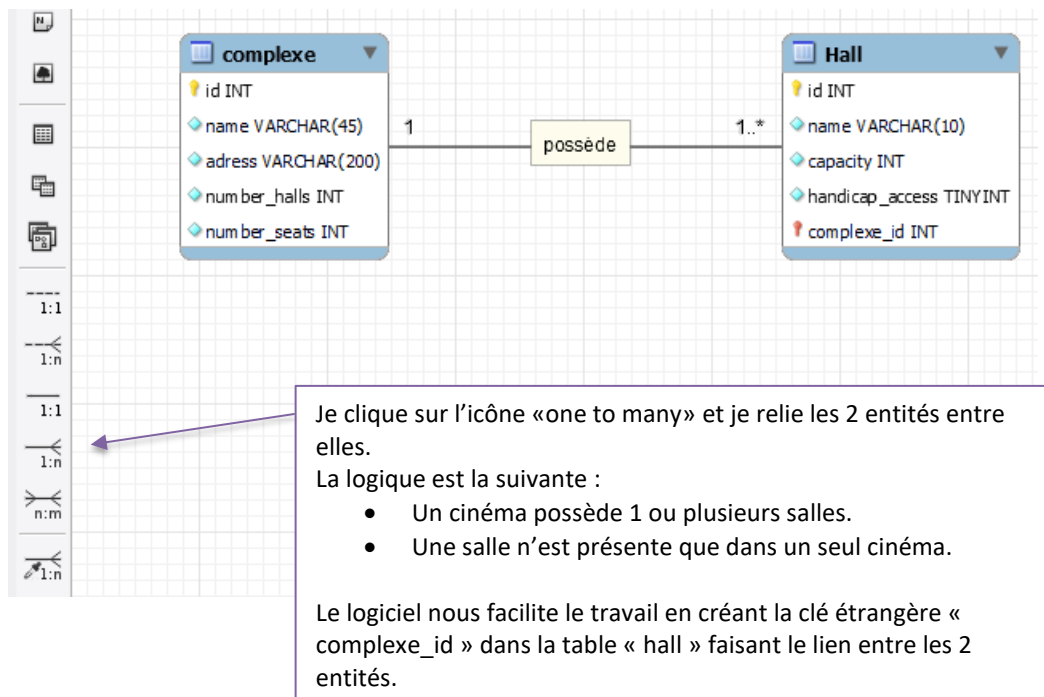 complexe
id INT
name VARCHAR(45)
adress VARCHAR(200)
number_halls INT
number_seats INT
1
possède
1..*
Hall
id INT
name VARCHAR(10)
capacity INT
handicap_access TINYINT
complexe_id INT
1:1
1:n
1:1
1:n
n:m
1:n
Je clique sur l’icône «one to many» et je relie les 2 entités entre
elles.
La logique est la suivante :
• Un cinéma possède 1 ou plusieurs salles.
• Une salle n’est présente que dans un seul cinéma.
Le logiciel nous facilite le travail en créant la clé étrangère «
complexe_id » dans la table « hall » faisant le lien entre les 2
entités.